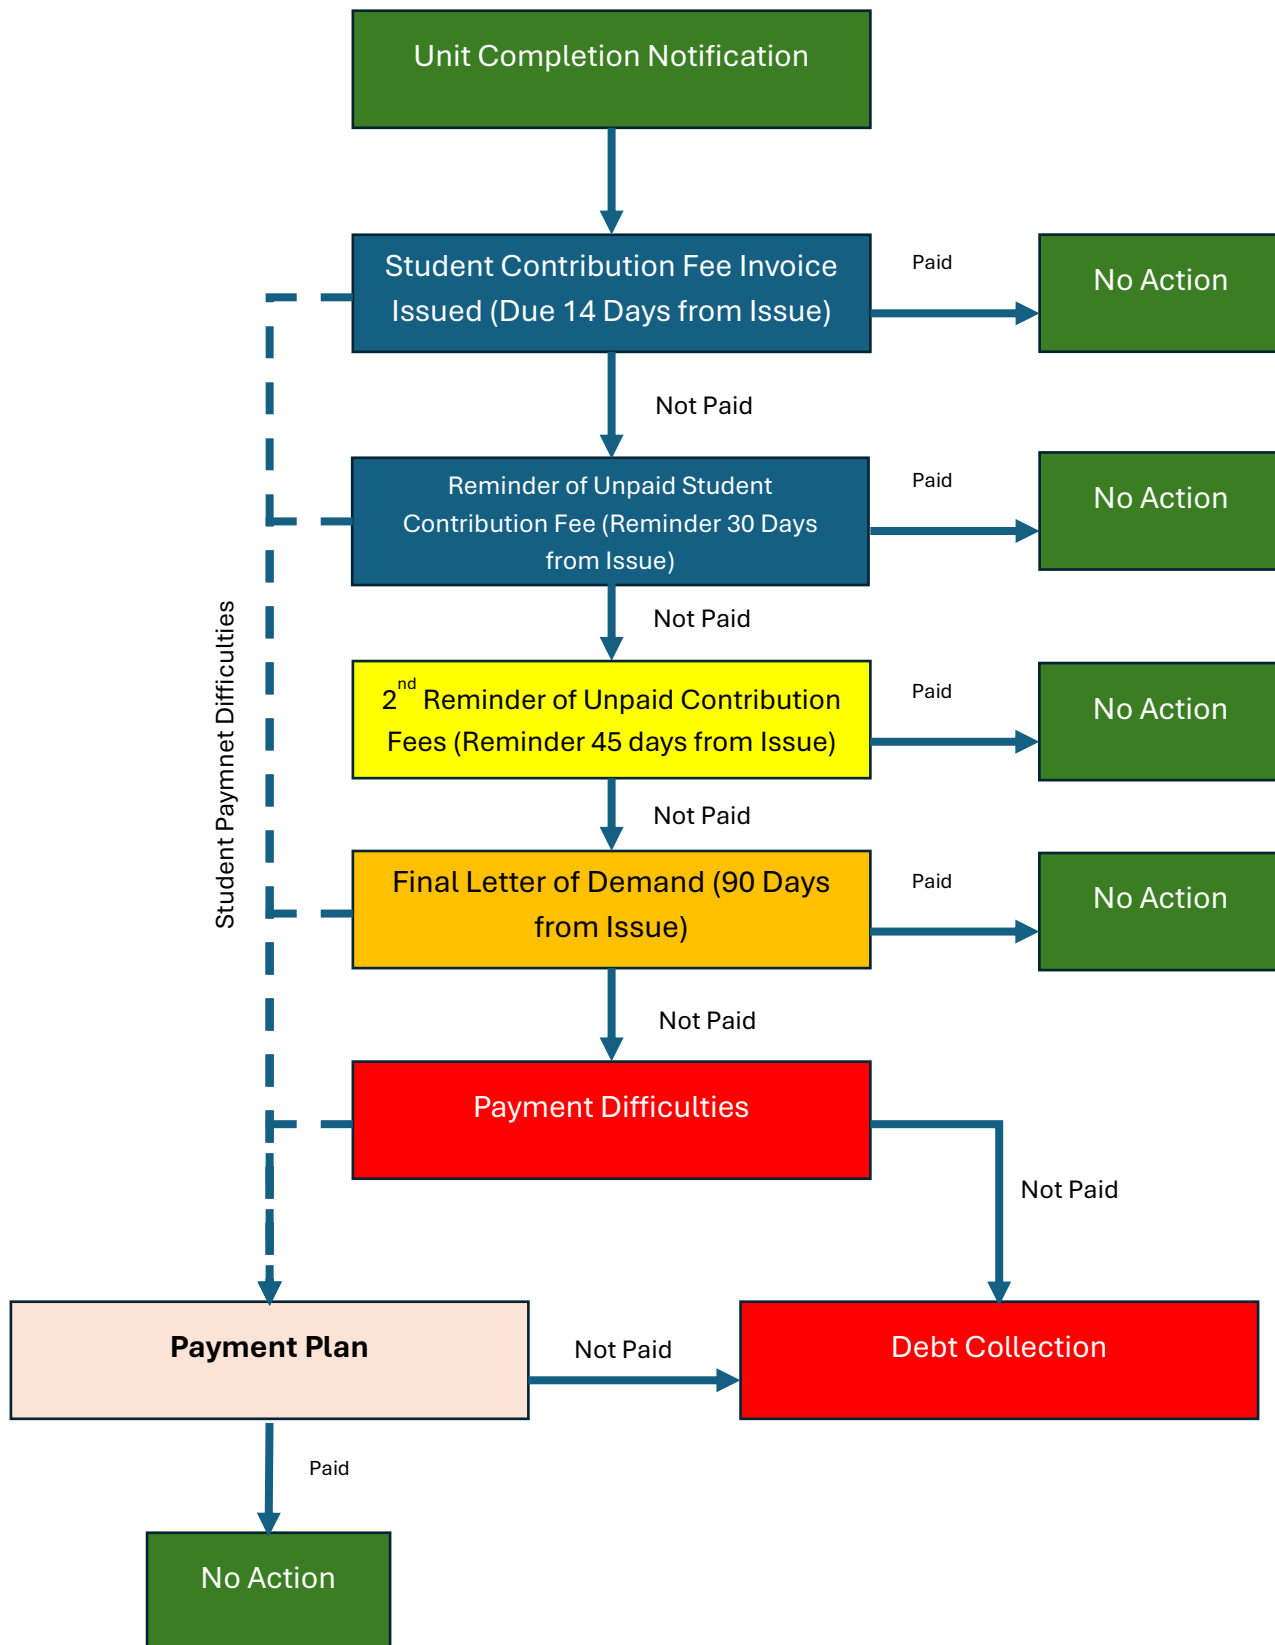 Unit Completion Notification
Student Contribution Fee Invoice
Issued (Due 14 Days from Issue)
Paid
No Action
Not Paid
Reminder of Unpaid Student
Contribution Fee (Reminder 30 Days
from Issue)
Paid
No Action
Not Paid
Student Paymnet Difficulties
2nd Reminder of Unpaid Contribution
Fees (Reminder 45 days from Issue)
Paid
No Action
Not Paid
Final Letter of Demand (90 Days
from Issue)
Paid
No Action
Not Paid
Payment Difficulties
Not Paid
Payment Plan
Not Paid
Debt Collection
Paid
No Action